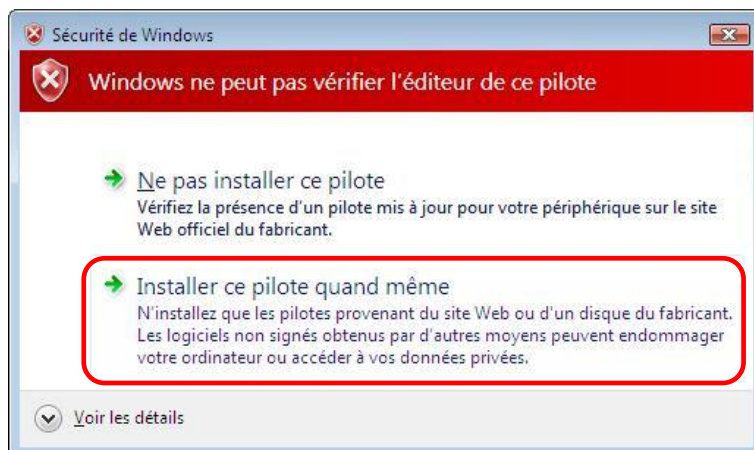 Sécurité de Windows
Windows ne peut pas vérifier l'éditeur de ce pilote
Ne pas installer ce pilote
Vérifiez la présence d'un pilote mis à jour pour votre périphérique sur le site
Web officiel du fabricant.
Installer ce pilote quand même
N'installez que les pilotes provenant du site Web ou d'un disque du fabricant.
Les logiciels non signés obtenus par d'autres moyens peuvent endommager
votre ordinateur ou accéder à vos données privées.
Voir les détails